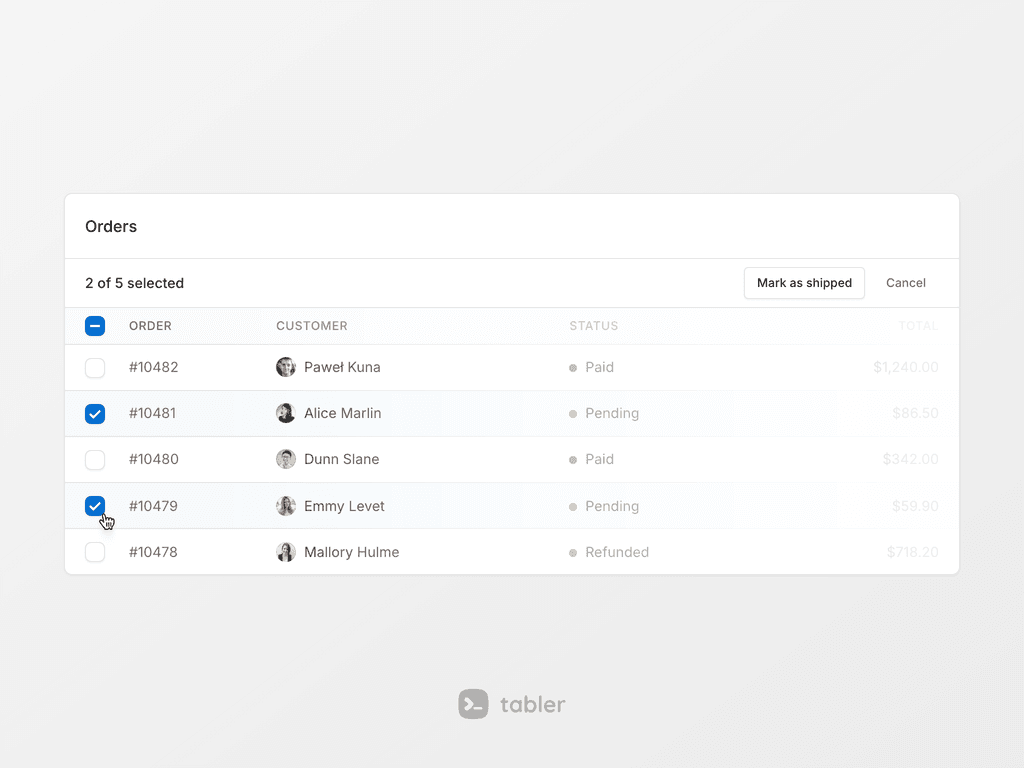 Orders
2 of 5 selected Mark as shipped Cancel
ORDER CUSTOMER STATUS TOTAL
#10482 Paweł Kuna Paid $1,240.00
#10481 Alice Marlin Pending $86.50
#10480 Dunn Slane Paid $342.00
#10479 Emmy Levet Pending $59.90
#10478 Mallory Hulme Refunded $718.20
tabler